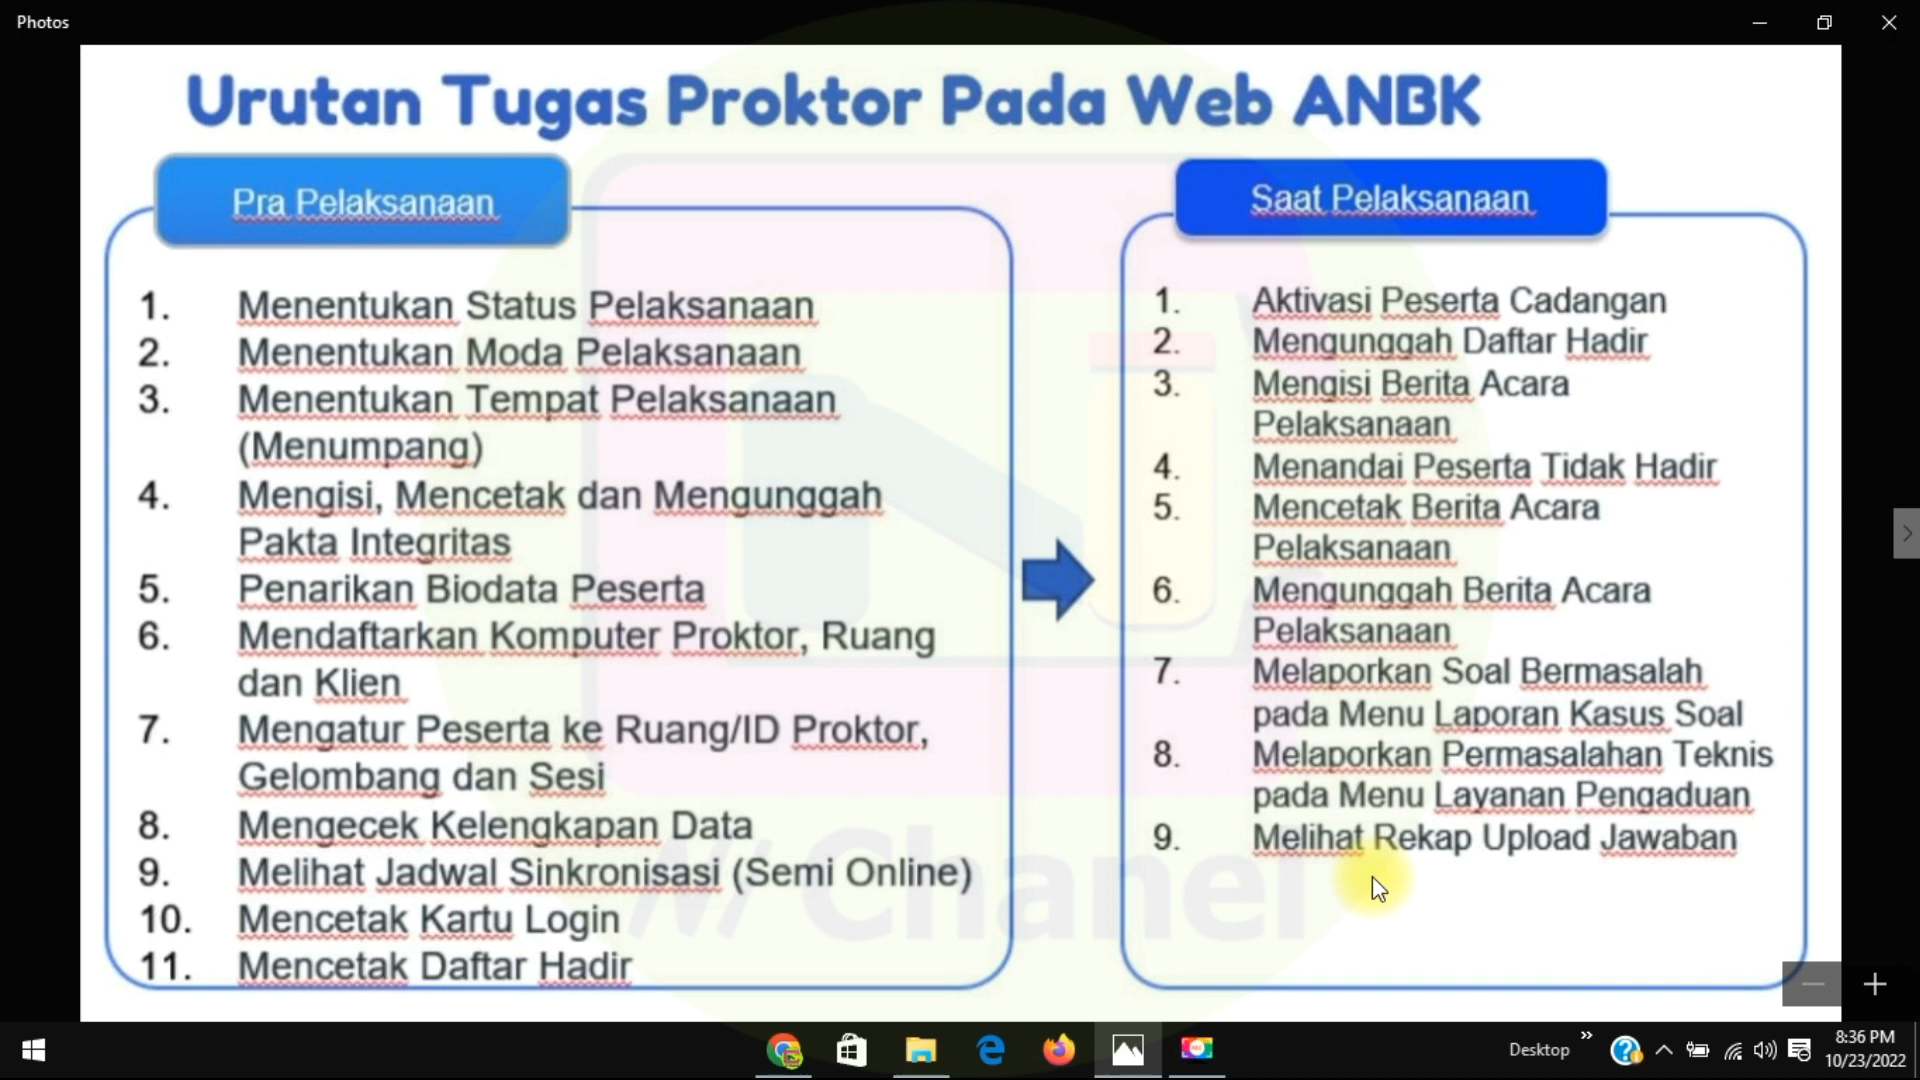 Photos
Urutan Tugas Proktor Pada Web ANBK
Pra Pelaksanaan
1. Menentukan Status Pelaksanaan
2. Menentukan Moda Pelaksanaan
3. Menentukan Tempat Pelaksanaan
(Menumpang)
4. Mengisi, Mencetak dan Mengunggah
Pakta Integritas
5. Penarikan Biodata Peserta
6. Mendaftarkan Komputer Proktor, Ruang
dan Klien
7. Mengatur Peserta ke Ruang/ID Proktor,
Gelombang dan Sesi
8. Mengecek Kelengkapan Data
9. Melihat Jadwal Sinkronisasi (Semi Online)
10. Mencetak Kartu Login
11. Mencetak Daftar Hadir
Saat Pelaksanaan
1. Aktivasi Peserta Cadangan
2. Mengunggah Daftar Hadir
3. Mengisi Berita Acara
Pelaksanaan
4. Menandai Peserta Tidak Hadir
5. Mencetak Berita Acara
Pelaksanaan
6. Mengunggah Berita Acara
Pelaksanaan
7. Melaporkan Soal Bermasalah
pada Menu Laporan Kasus Soal
8. Melaporkan Permasalahan Teknis
pada Menu Layanan Pengaduan
9. Melihat Rekap Upload Jawaban
Chanel
Desktop
8:36 PM
10/23/2022